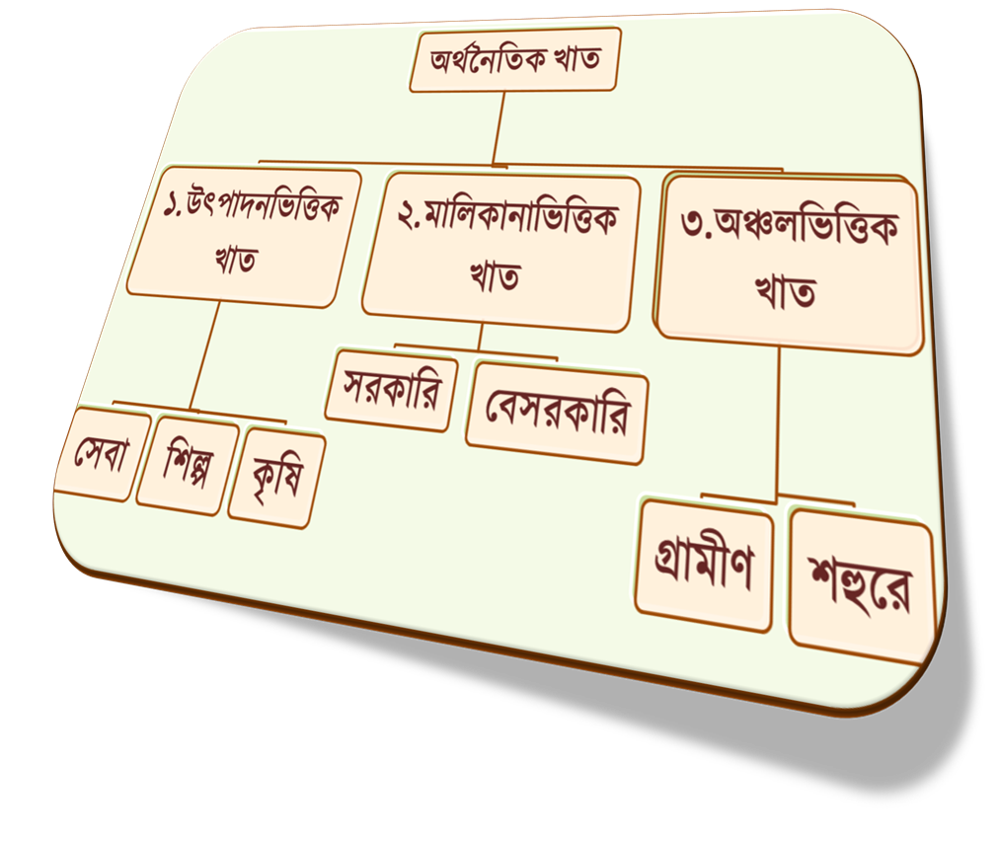 অর্থনৈতিক খাত
১.উৎপাদনভিত্তিক
খাত
২.মালিকানাভিত্তিক
খাত
৩.অঞ্চলভিত্তিক
খাত
সরকারি
বেসরকারি
সেবা
শিল্প
কৃষি
গ্রামীণ
শহুরে